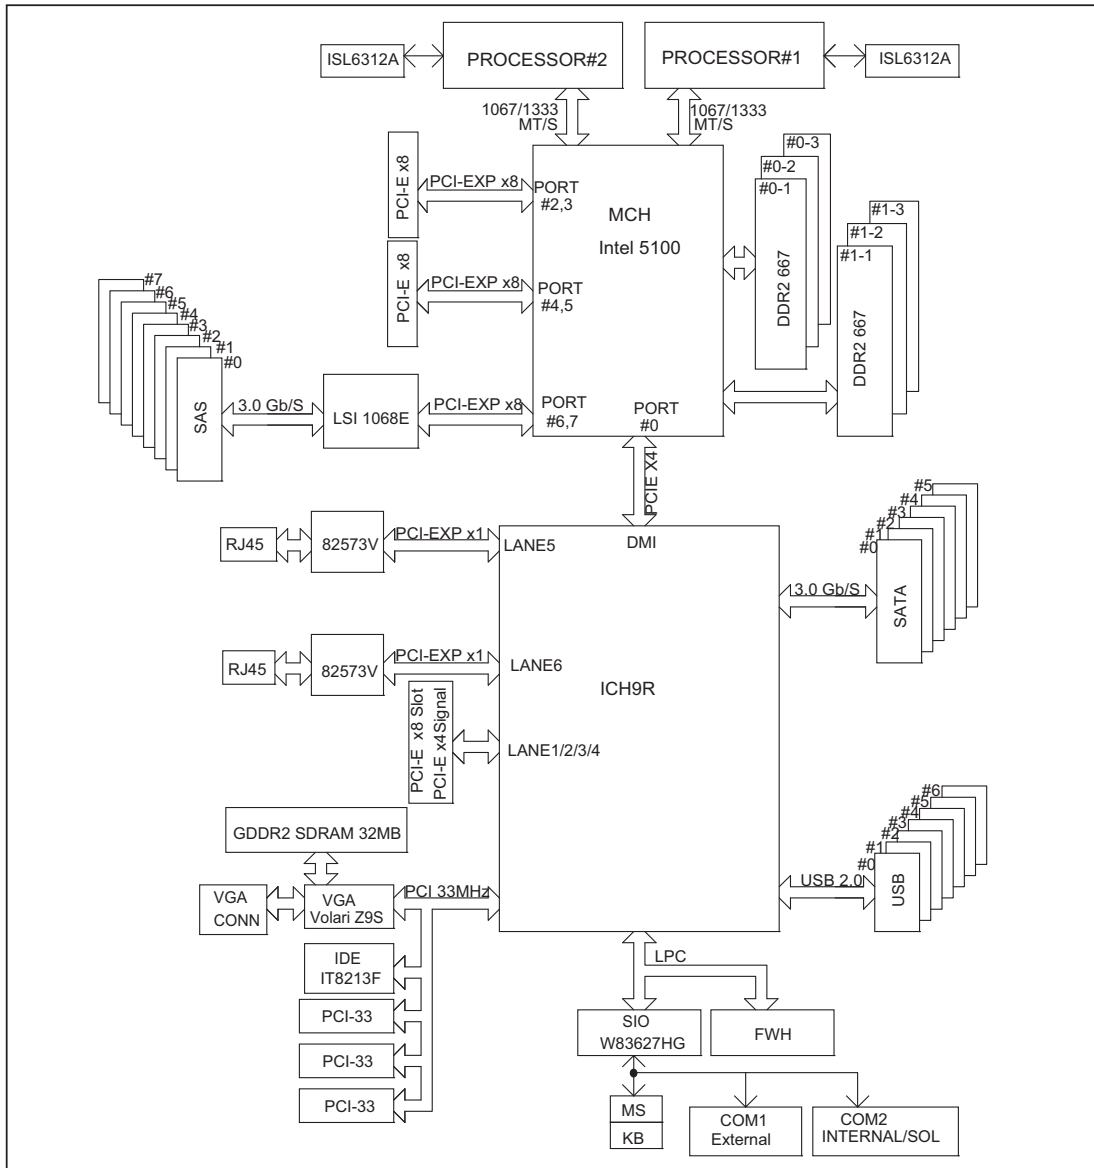 ISL6312A
PROCESSOR#2
PROCESSOR#1
ISL6312A
1067/1333
MT/S
1067/1333
MT/S
PCI-E x8
PCI-EXP x8
PORT
#2,3
MCH
Intel 5100
#0-3
#0-2
#0-1
DDR2 667
#1-3
#1-2
#1-1
DDR2 667
PCI-E x8
PCI-EXP x8
PORT
#4,5
#7
#6
#5
#4
#3
#2
#1
#0
SAS
3.0 Gb/S
LSI 1068E
PCI-EXP x8
PORT
#6,7
PORT
#0
PCIE X4
RJ45
82573V
PCI-EXP x1
LANE5
DMI
#5
#4
#3
#2
#1
#0
3.0 Gb/S
SATA
RJ45
82573V
PCI-EXP x1
LANE6
ICH9R
PCI-E x8 Slot
PCI-E x4Signal
LANE1/2/3/4
GDDR2 SDRAM 32MB
VGA
CONN
VGA
Volari Z9S
PCI 33MHz
#6
#5
#4
#3
#2
#1
#0
USB 2.0
USB
IDE
IT8213F
PCI-33
PCI-33
PCI-33
LPC
SIO
W83627HG
FWH
MS
KB
COM1
External
COM2
INTERNAL/SOL